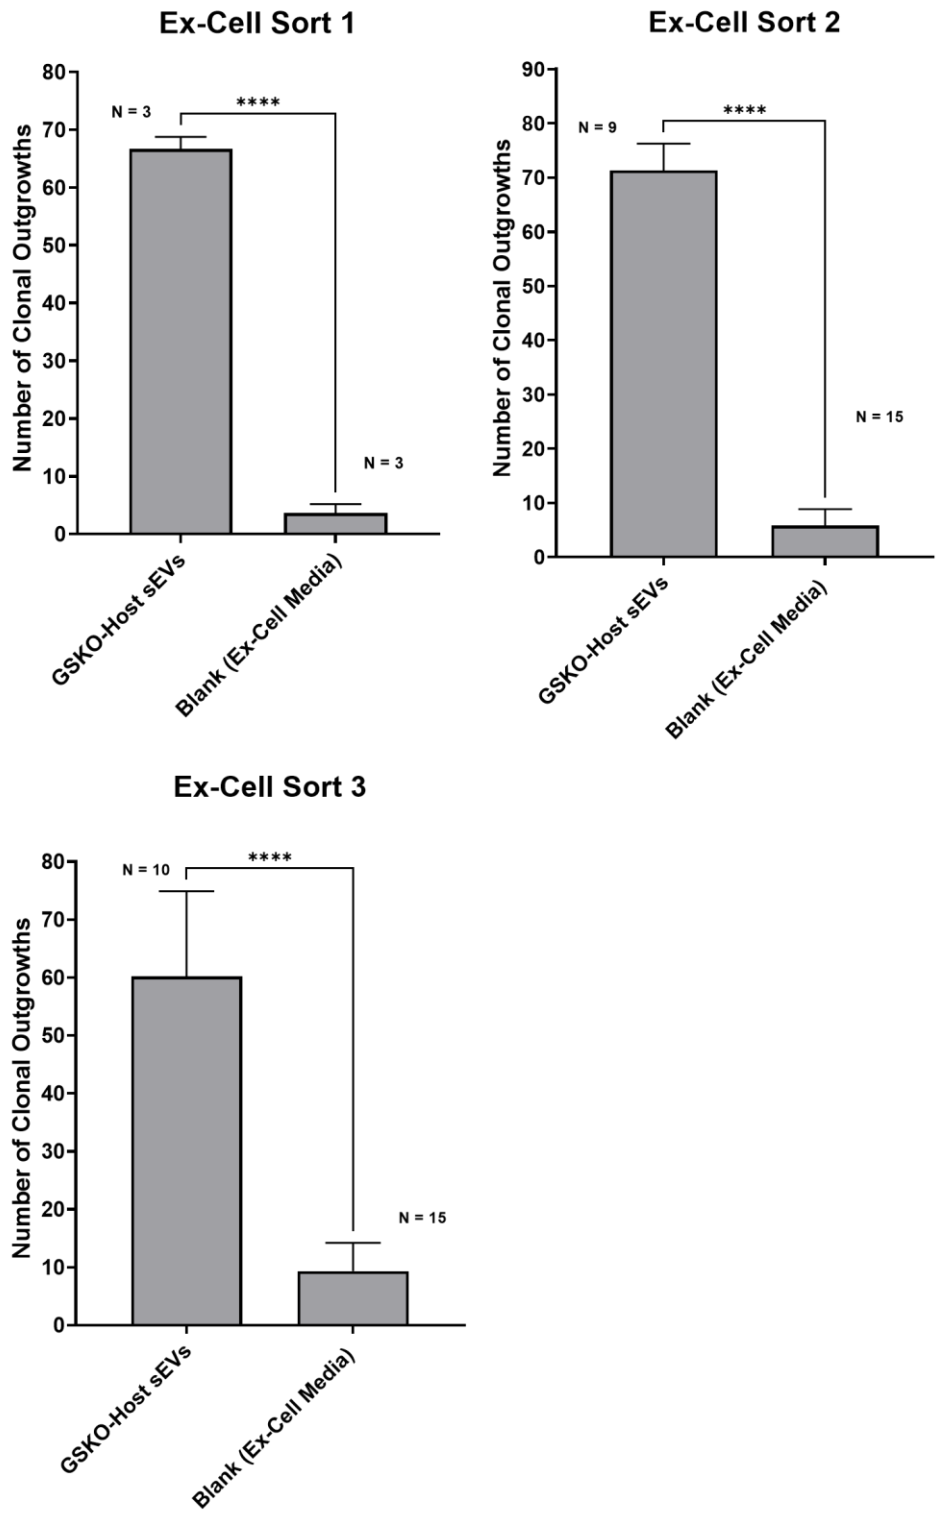 Ex-Cell Sort 1
Number of Clonal Outgrowths
80
70
60
50
40
30
20
10
0
N = 3
****
N = 3
GSKO-Host sEVs
Blank (Ex-Cell Media)
Ex-Cell Sort 2
Number of Clonal Outgrowths
90
80
70
60
50
40
30
20
10
0
N = 9
****
N = 15
GSKO-Host sEVs
Blank (Ex-Cell Media)
Ex-Cell Sort 3
Number of Clonal Outgrowths
80
70
60
50
40
30
20
10
0
N = 10
****
N = 15
GSKO-Host sEVs
Blank (Ex-Cell Media)